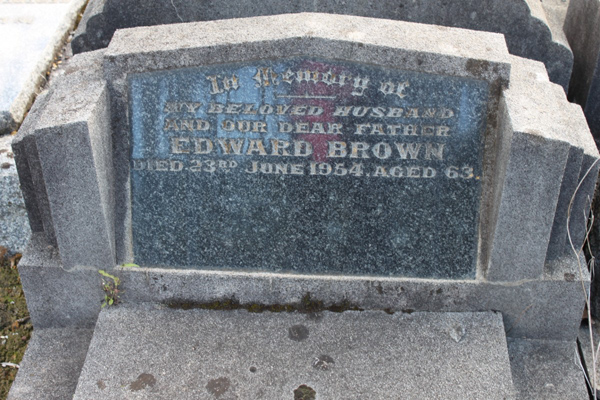 In Memory of
MY BELOVED HUSBAND
AND OUR DEAR FATHER
EDWARD BROWN
DIED 23RD JUNE 1954, AGED 63.